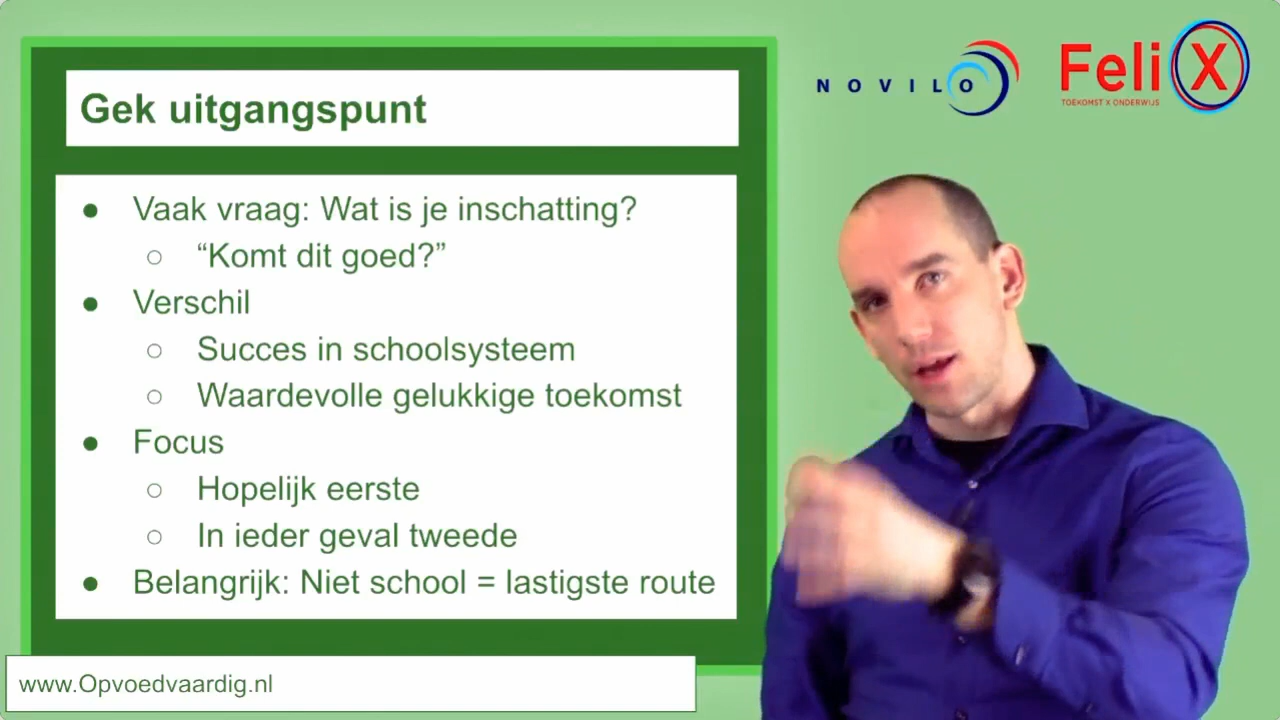 Gek uitgangspunt
NOVILO
FeliX
TOEKOMST X ONDERWIJS
● Vaak vraag: Wat is je inschatting?
○ “Komt dit goed?”
● Verschil
○ Succes in schoolsysteem
○ Waardevolle gelukkige toekomst
● Focus
○ Hopelijk eerste
○ In ieder geval tweede
● Belangrijk: Niet school = lastigste route
www.Opvoedvaardig.nl